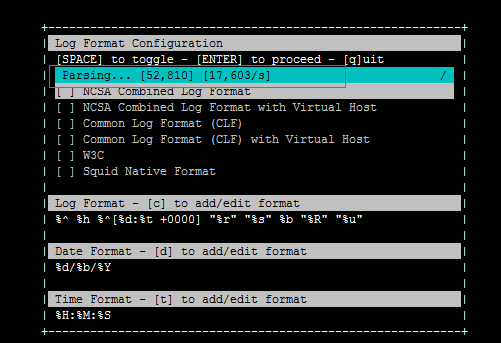 Log Format Configuration
[SPACE] to toggle - [ENTER] to proceed - [q]uit
Parsing... [52,810] [17,603/s] /
[ ] NCSA Combined Log Format
[ ] NCSA Combined Log Format with Virtual Host
[ ] Common Log Format (CLF)
[ ] Common Log Format (CLF) with Virtual Host
[ ] W3C
[ ] Squid Native Format
Log Format - [c] to add/edit format
%^ %h %^[%d:%t +0000] "%r" "%s" %b "%R" "%u"
Date Format - [d] to add/edit format
%d/%b/%Y
Time Format - [t] to add/edit format
%H:%M:%S